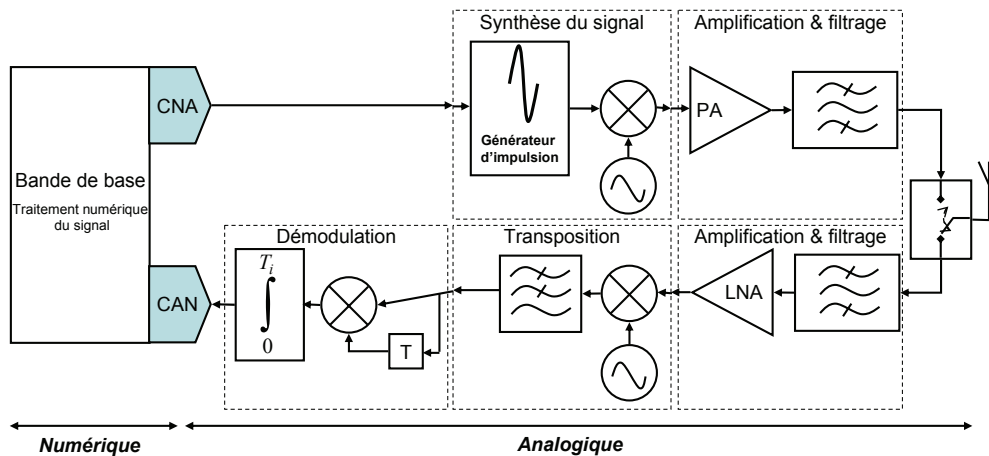 Synthèse du signal
Amplification & filtrage
CNA
Générateur
d'impulsion
PA
Bande de base
Traitement numérique
du signal
Démodulation
Transposition
Amplification & filtrage
CAN
T_i
∫
0
T
LNA
Numérique
Analogique